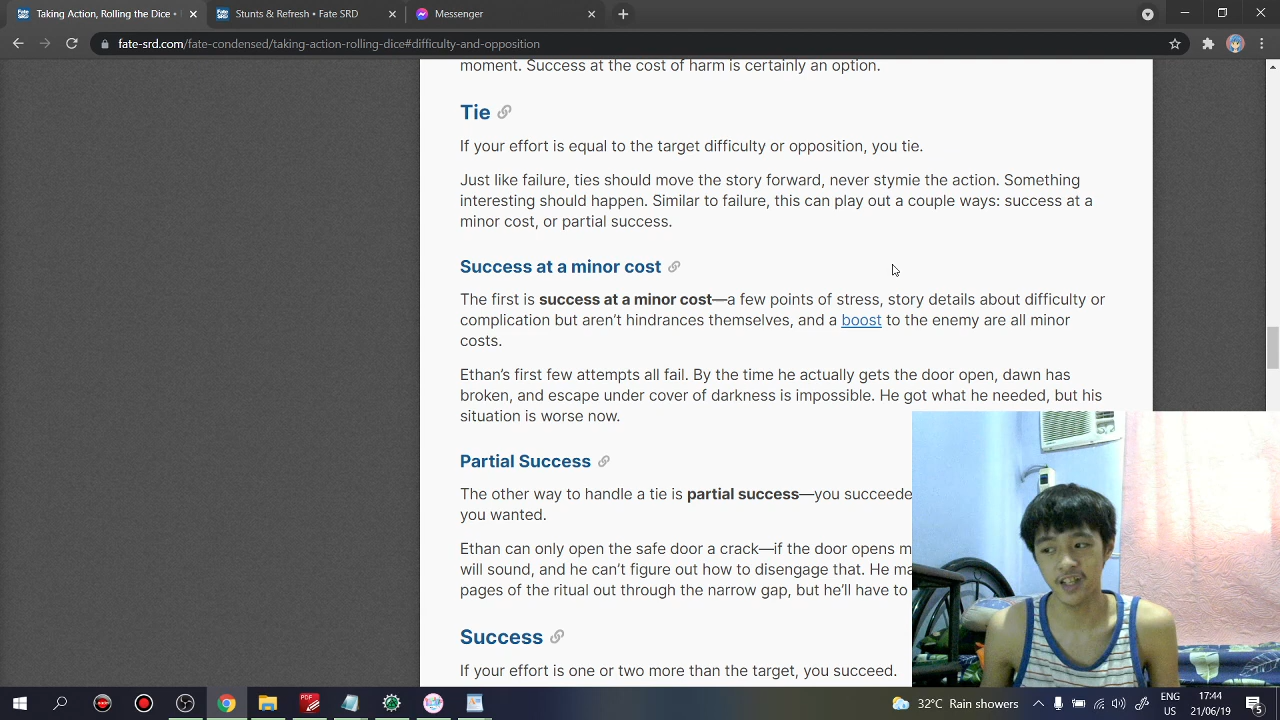 Taking Action, Rolling the Dice •
Stunts & Refresh • Fate SRD
Messenger
fate-srd.com/fate-condensed/taking-action-rolling-dice#difficulty-and-opposition
moment. Success at the cost of harm is certainly an option.
Tie
If your effort is equal to the target difficulty or opposition, you tie.
Just like failure, ties should move the story forward, never stymie the action. Something
interesting should happen. Similar to failure, this can play out a couple ways: success at a
minor cost, or partial success.
Success at a minor cost
The first is success at a minor cost—a few points of stress, story details about difficulty or
complication but aren’t hindrances themselves, and a boost to the enemy are all minor
costs.
Ethan’s first few attempts all fail. By the time he actually gets the door open, dawn has
broken, and escape under cover of darkness is impossible. He got what he needed, but his
situation is worse now.
Partial Success
The other way to handle a tie is partial success—you succeede
you wanted.
Ethan can only open the safe door a crack—if the door opens m
will sound, and he can’t figure out how to disengage that. He ma
pages of the ritual out through the narrow gap, but he’ll have to
Success
If your effort is one or two more than the target, you succeed.
32°C Rain showers
ENG
US
17:44
21/06/19
5